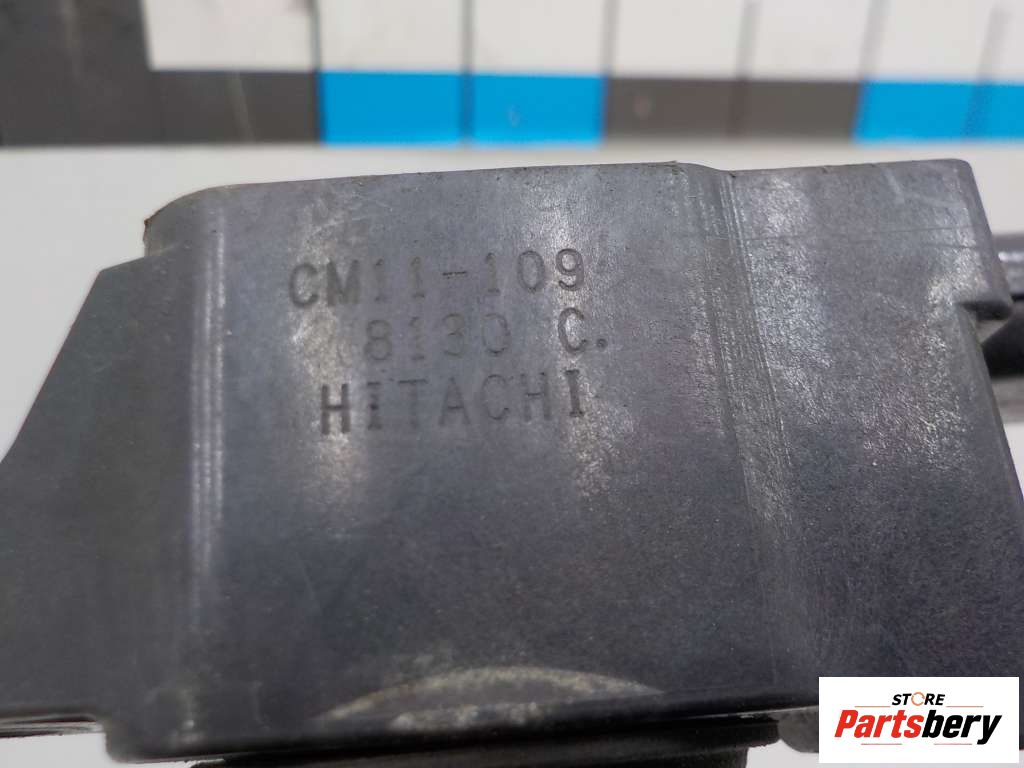 CM11-109
8130 C.
HITACHI
STORE
Partsbery